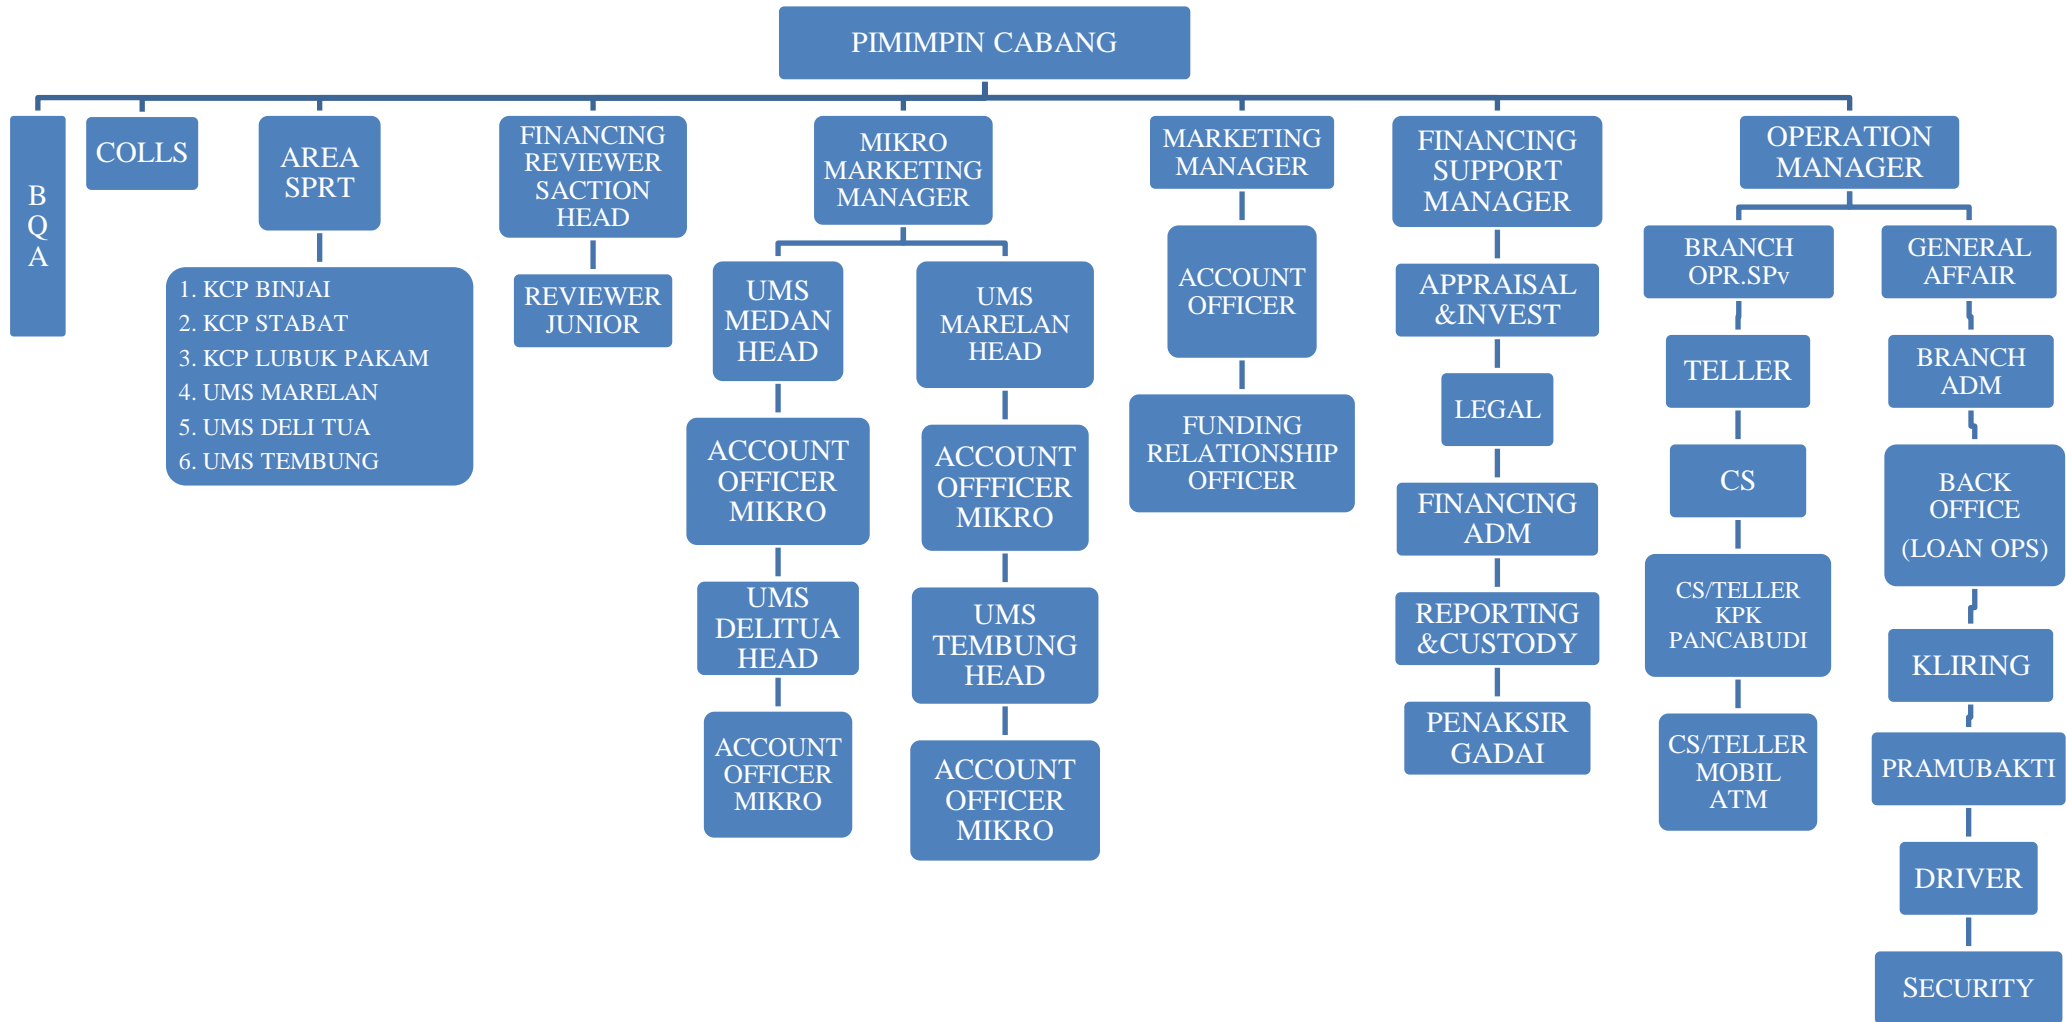 PIMIMPIN CABANG
B
Q
A
COLLS
AREA
SPRT
1. KCP BINJAI
2. KCP STABAT
3. KCP LUBUK PAKAM
4. UMS MARELAN
5. UMS DELI TUA
6. UMS TEMBUNG
FINANCING
REVIEWER
SACTION
HEAD
REVIEWER
JUNIOR
MIKRO
MARKETING
MANAGER
UMS
MEDAN
HEAD
ACCOUNT
OFFICER
MIKRO
UMS
DELITUA
HEAD
ACCOUNT
OFFICER
MIKRO
UMS
MARELAN
HEAD
ACCOUNT
OFFFICER
MIKRO
UMS
TEMBUNG
HEAD
ACCOUNT
OFFICER
MIKRO
MARKETING
MANAGER
ACCOUNT
OFFICER
FUNDING
RELATIONSHIP
OFFICER
FINANCING
SUPPORT
MANAGER
APPRAISAL
&INVEST
LEGAL
FINANCING
ADM
REPORTING
&CUSTODY
PENAKSIR
GADAI
OPERATION
MANAGER
BRANCH
OPR.SPv
TELLER
CS
CS/TELLER
KPK
PANCABUDI
CS/TELLER
MOBIL
ATM
GENERAL
AFFAIR
BRANCH
ADM
BACK
OFFICE
(LOAN OPS)
KLIRING
PRAMUBAKTI
DRIVER
SECURITY